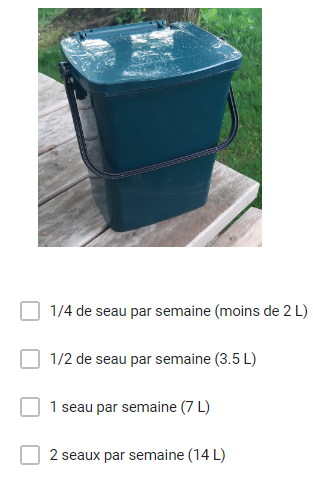 1/4 de seau par semaine (moins de 2 L)
1/2 de seau par semaine (3.5 L)
1 seau par semaine (7 L)
2 seaux par semaine (14 L)